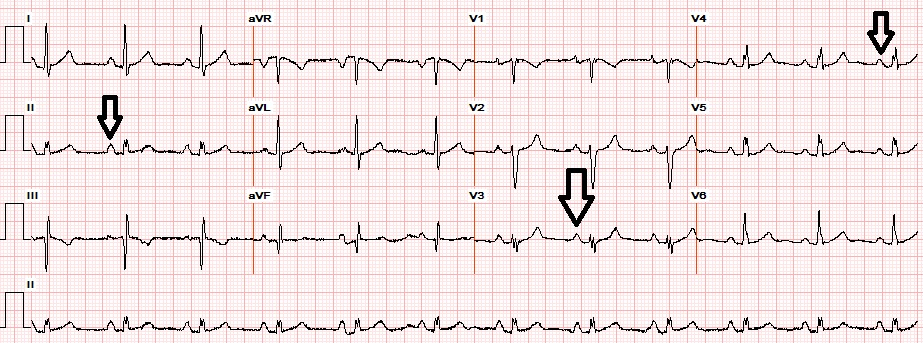 I aVR V1 V4
II aVL V2 V5
III aVF V3 V6
II